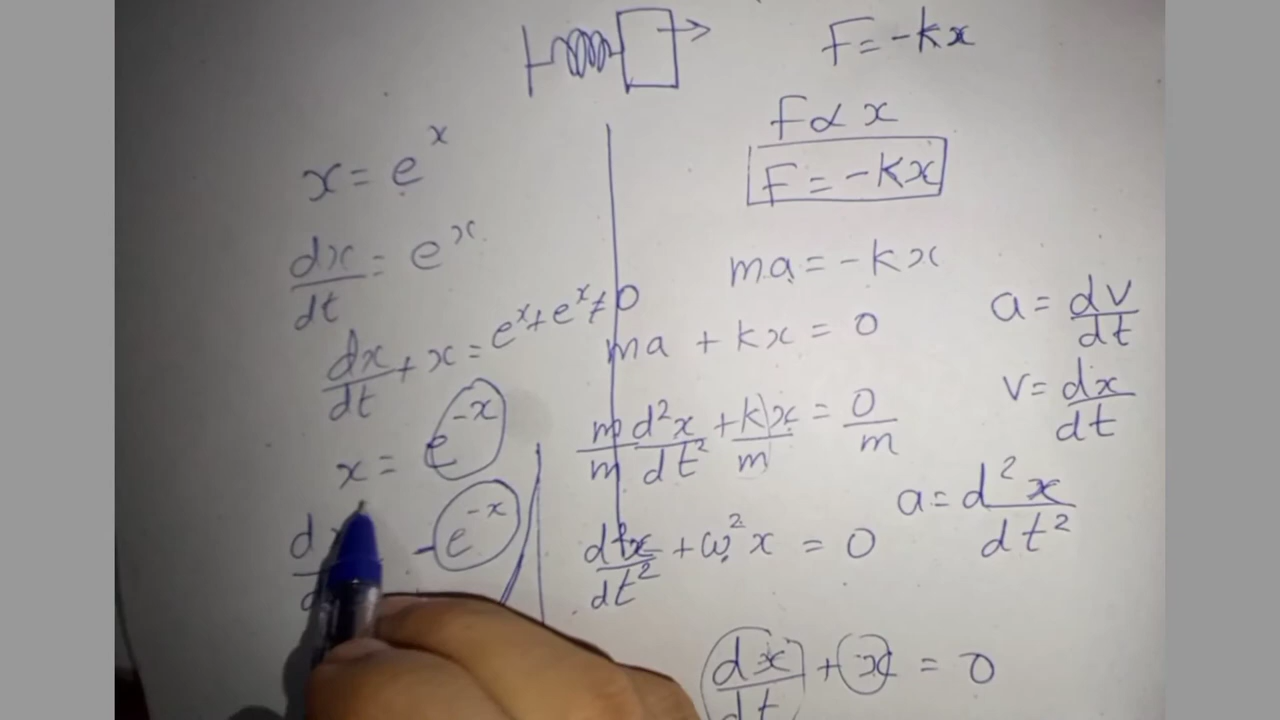 F = -kx
F ∝ x
F = -kx
ma = -kx
ma + kx = 0
m/m d²x/dt² + kx/m = 0/m
d²x/dt² + ω²x = 0
dx/dt + x = 0
a = dv/dt
v = dx/dt
a = d²x/dt²
x = e^x
dx/dt = e^x
dx/dt + x = e^x + e^x ≠ 0
x = e^-x
-e^-x